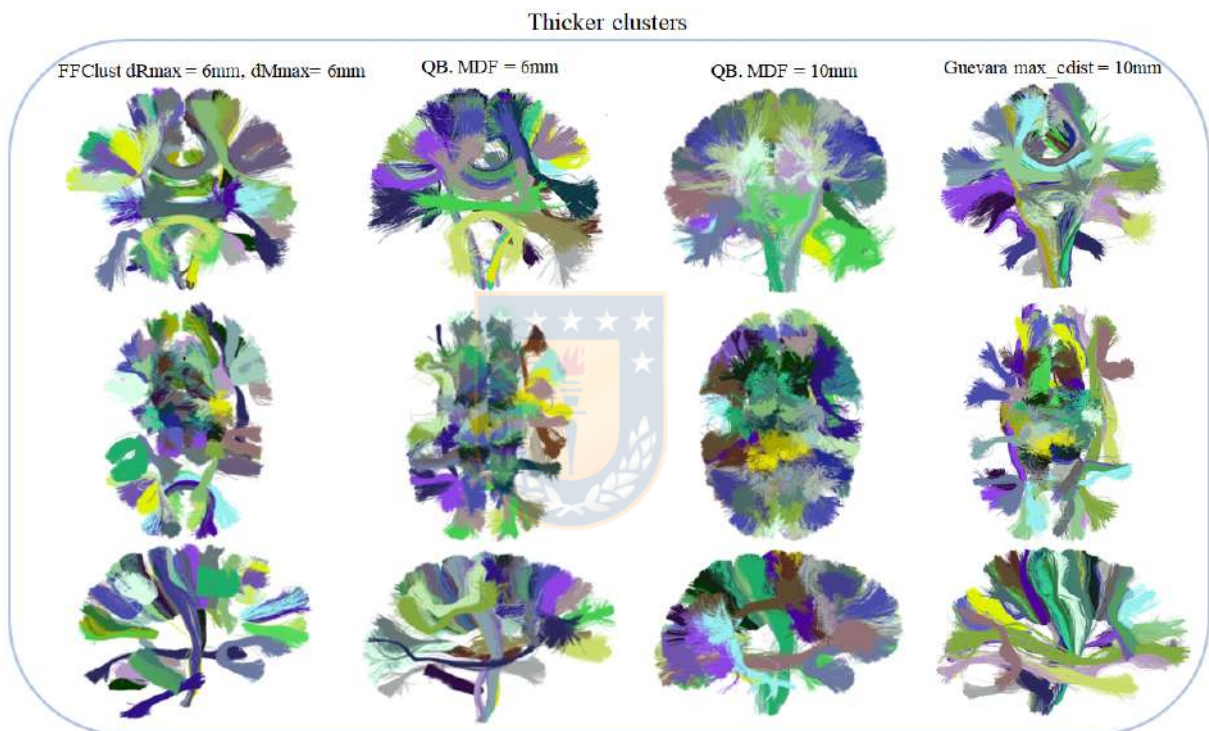 Thicker clusters
FFClust dRmax = 6mm, dMmax= 6mm
QB. MDF = 6mm
QB. MDF = 10mm
Guevara max_cdist = 10mm